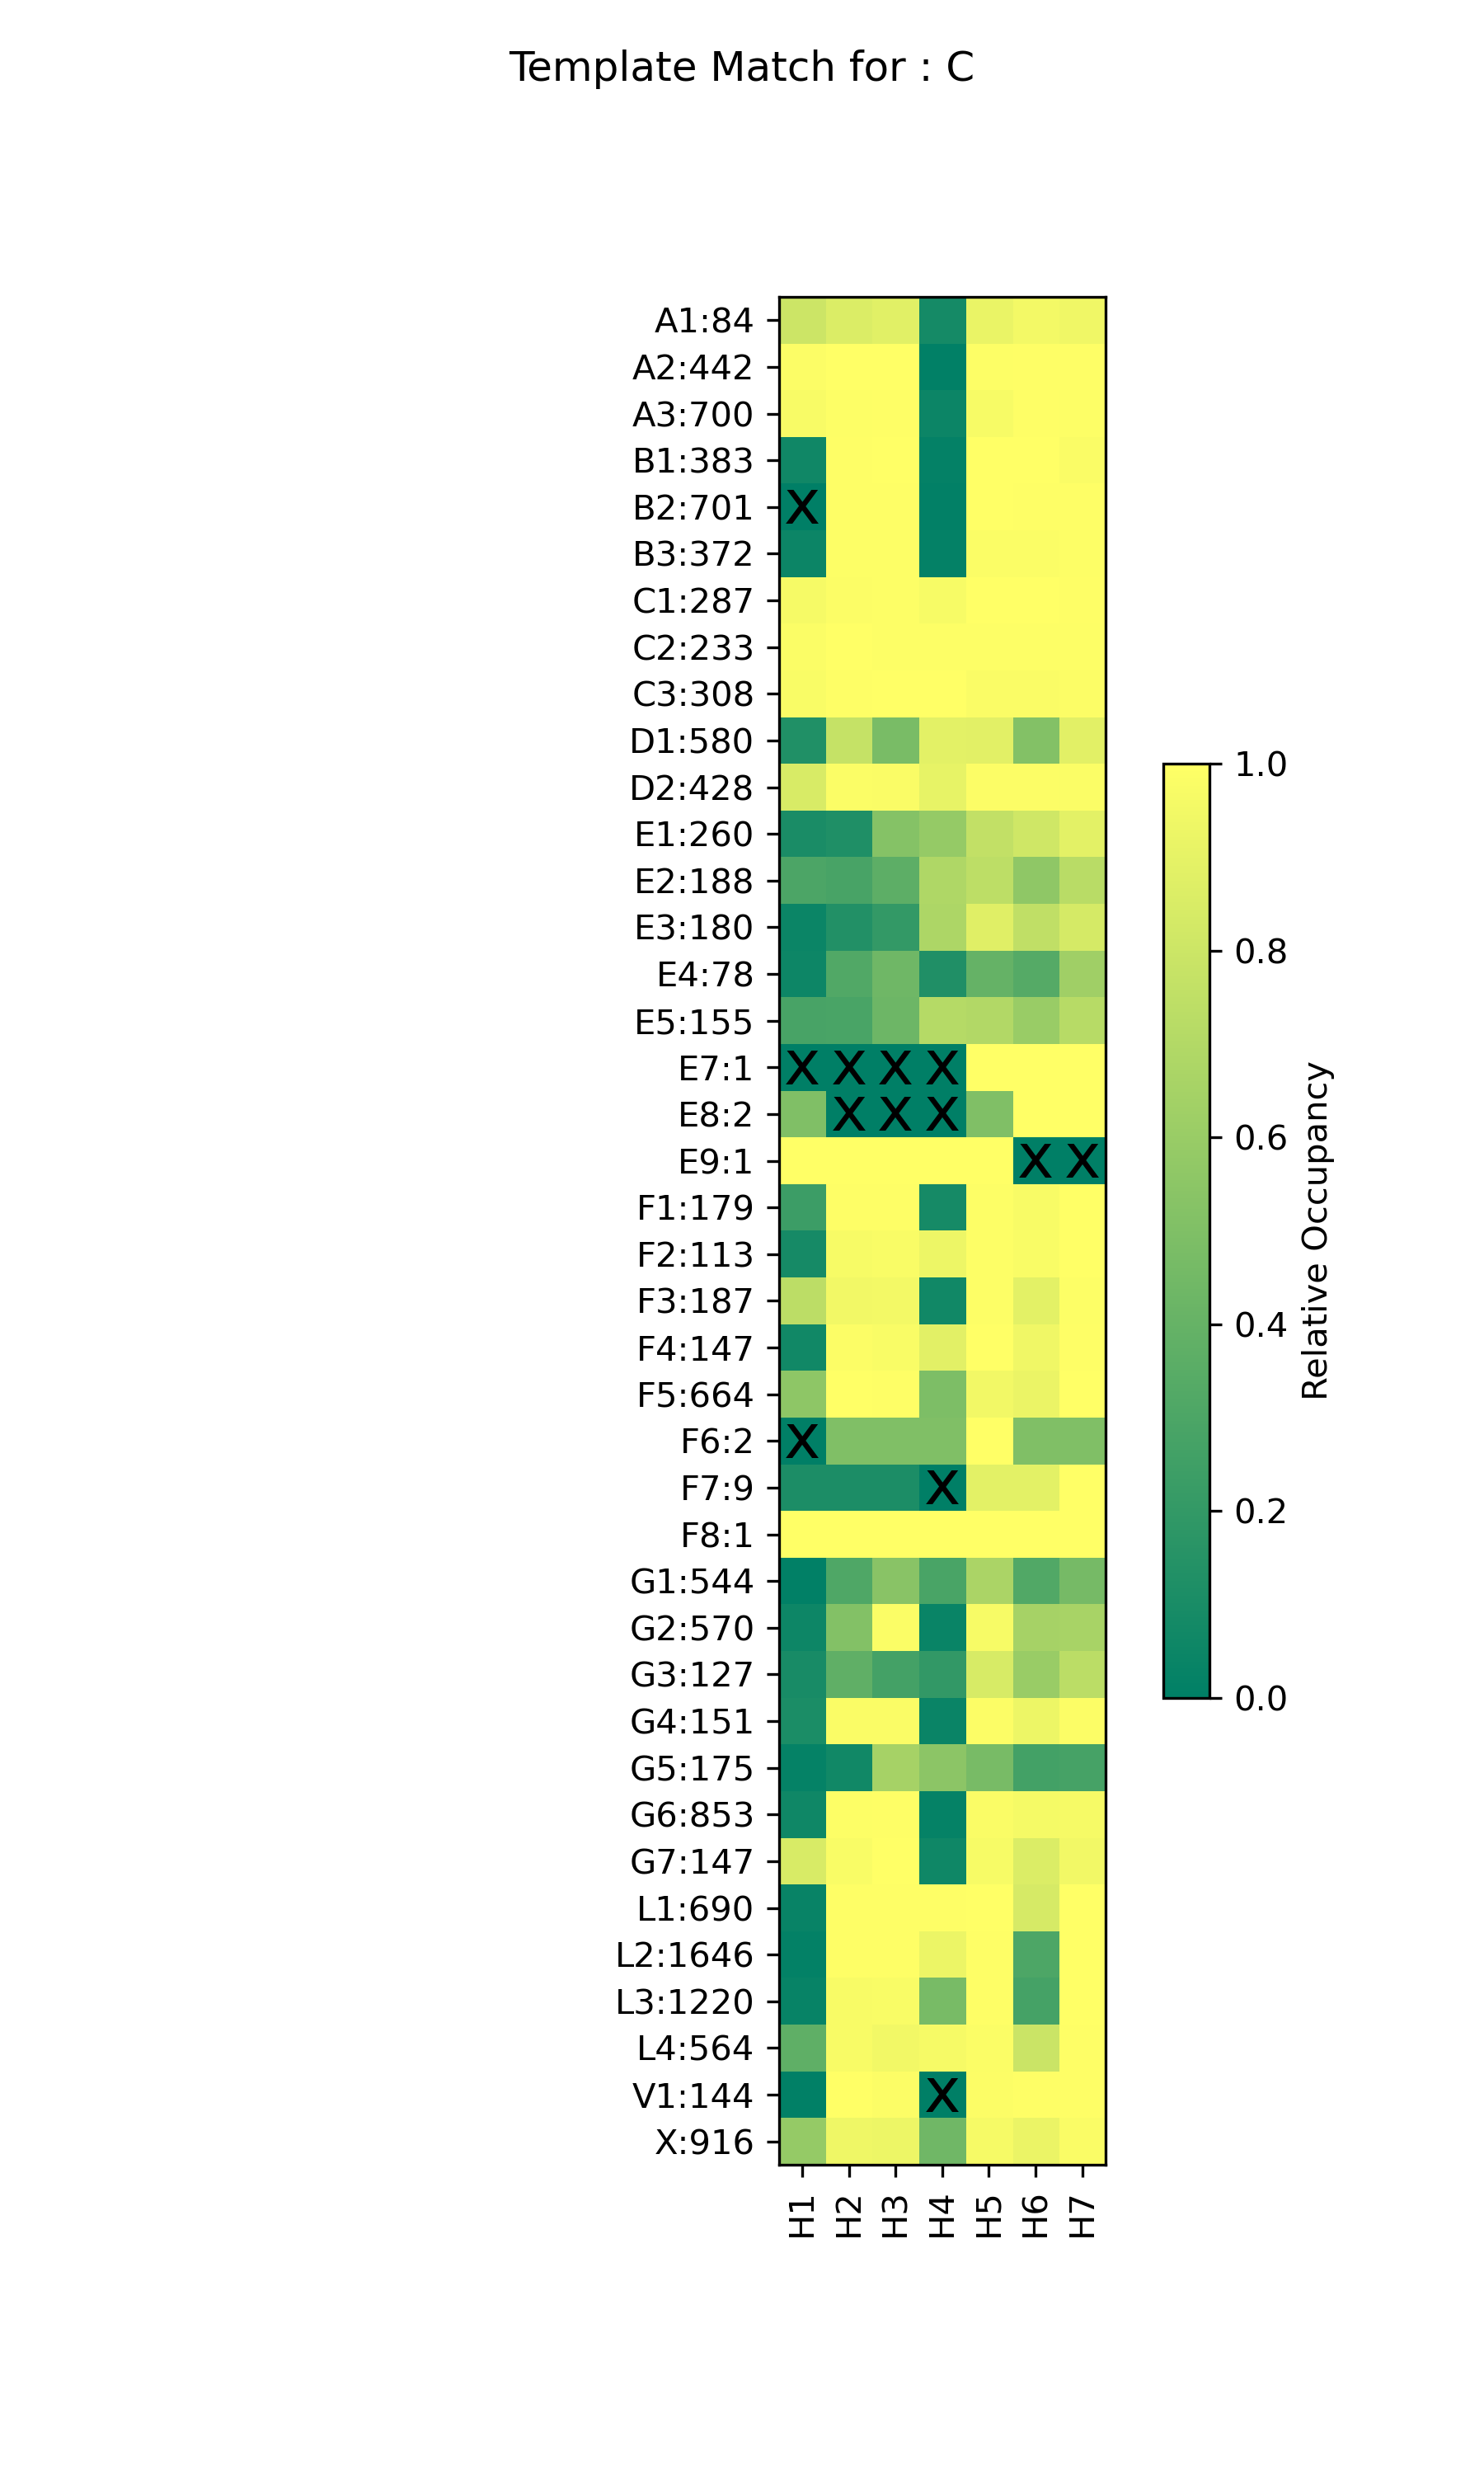 Template Match for : C
A1:84
A2:442
A3:700
B1:383
B2:701
X
B3:372
C1:287
C2:233
C3:308
D1:580
D2:428
E1:260
E2:188
E3:180
E4:78
E5:155
E7:1
X X X X
E8:2
X X X
E9:1
X X
F1:179
F2:113
F3:187
F4:147
F5:664
F6:2
X
F7:9
X
F8:1
G1:544
G2:570
G3:127
G4:151
G5:175
G6:853
G7:147
L1:690
L2:1646
L3:1220
L4:564
V1:144
X
X:916
H1
H2
H3
H4
H5
H6
H7
1.0
0.8
0.6
0.4
0.2
0.0
Relative Occupancy